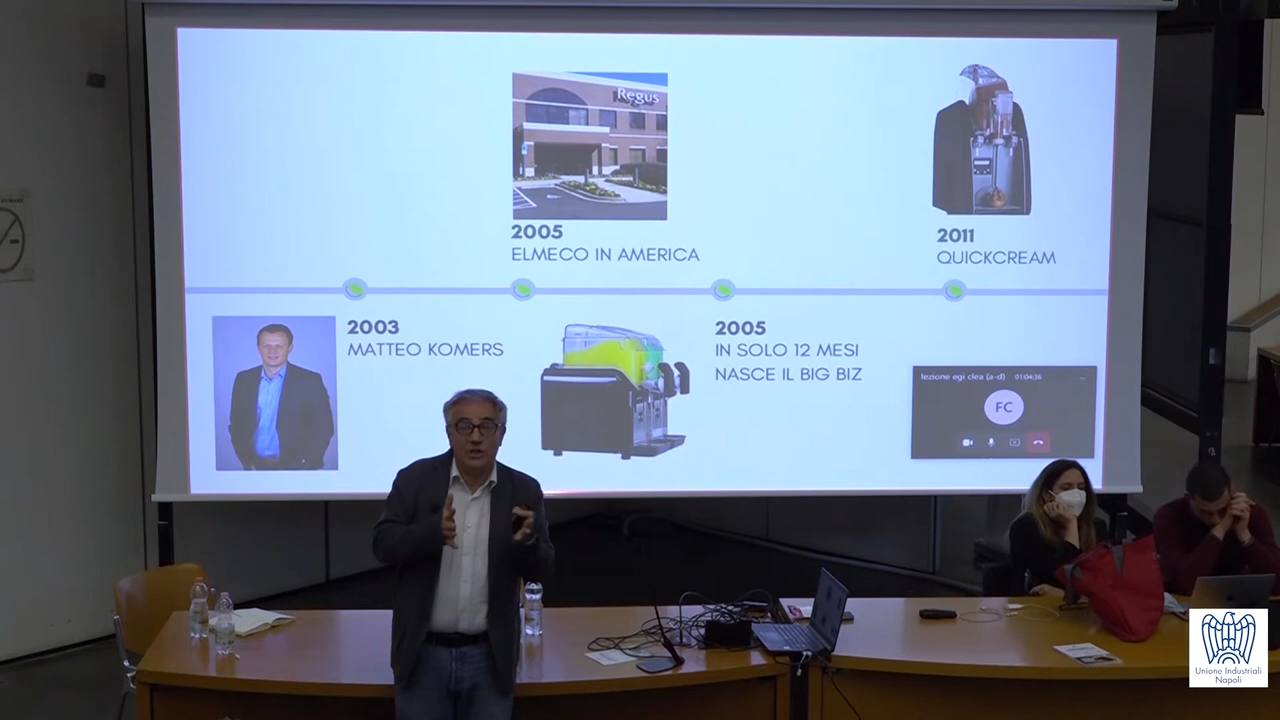 Regus
2005
ELMECO IN AMERICA
2011
QUICKCREAM
2003
MATTEO KOMERS
2005
IN SOLO 12 MESI
NASCE IL BIG BIZ
lezione egi clea (a-d) 01:04:36
FC
Unione Industriali
Napoli